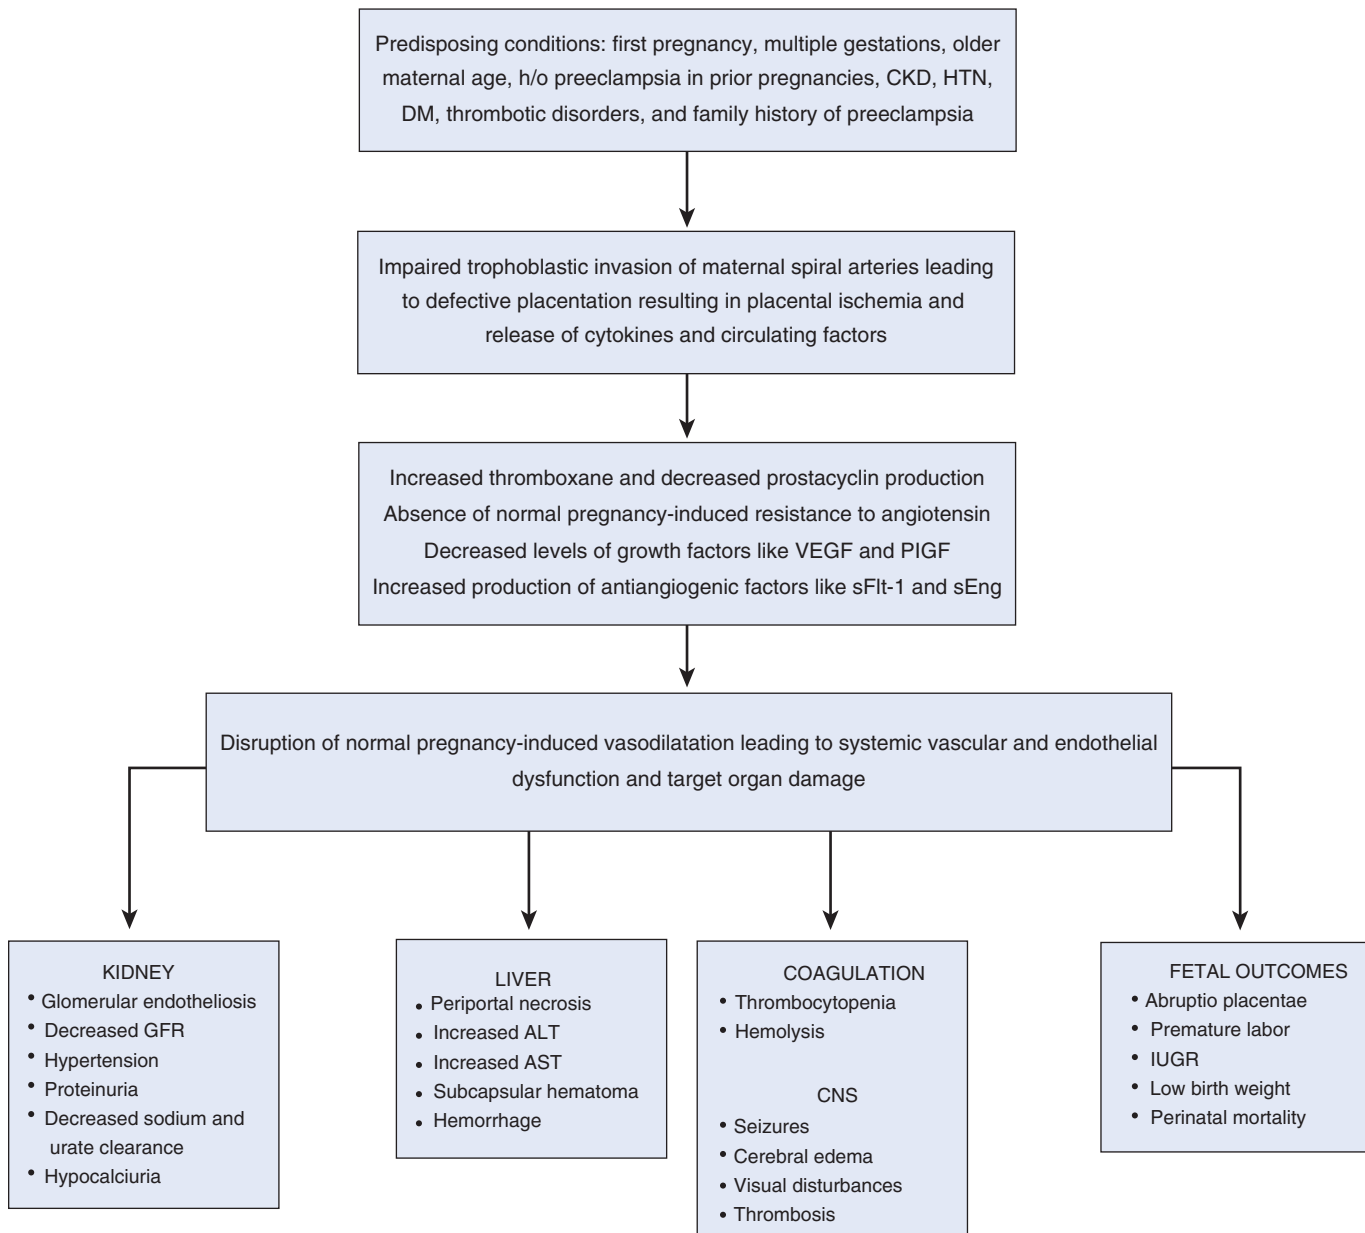 Predisposing conditions: first pregnancy, multiple gestations, older
maternal age, h/o preeclampsia in prior pregnancies, CKD, HTN,
DM, thrombotic disorders, and family history of preeclampsia
Impaired trophoblastic invasion of maternal spiral arteries leading
to defective placentation resulting in placental ischemia and
release of cytokines and circulating factors
Increased thromboxane and decreased prostacyclin production
Absence of normal pregnancy-induced resistance to angiotensin
Decreased levels of growth factors like VEGF and PIGF
Increased production of antiangiogenic factors like sFlt-1 and sEng
Disruption of normal pregnancy-induced vasodilatation leading to systemic vascular and endothelial
dysfunction and target organ damage
KIDNEY
• Glomerular endotheliosis
• Decreased GFR
• Hypertension
• Proteinuria
• Decreased sodium and
urate clearance
• Hypocalciuria
LIVER
• Periportal necrosis
• Increased ALT
• Increased AST
• Subcapsular hematoma
• Hemorrhage
COAGULATION
• Thrombocytopenia
• Hemolysis
CNS
• Seizures
• Cerebral edema
• Visual disturbances
• Thrombosis
FETAL OUTCOMES
• Abruptio placentae
• Premature labor
• IUGR
• Low birth weight
• Perinatal mortality